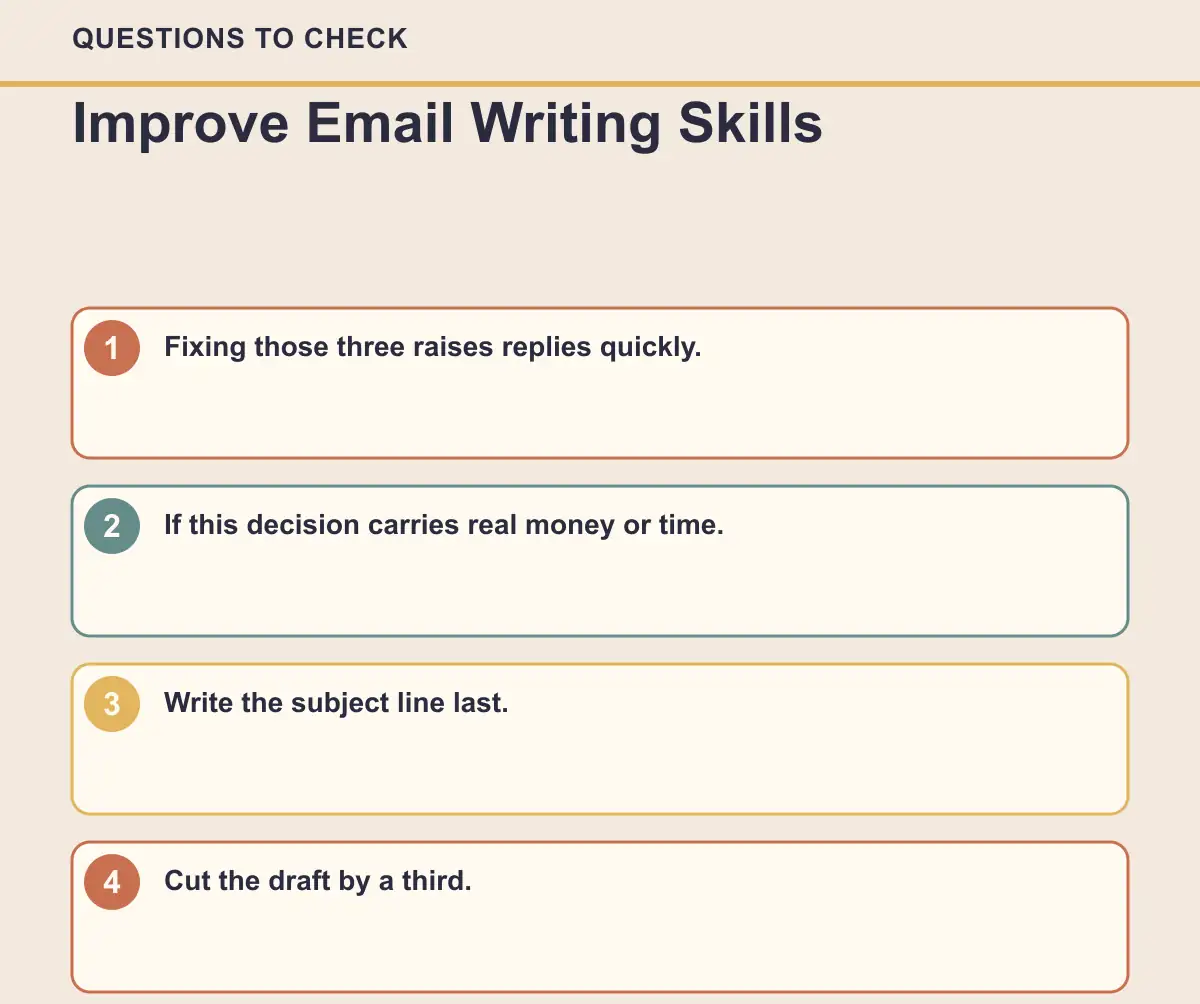 QUESTIONS TO CHECK
Improve Email Writing Skills
1 Fixing those three raises replies quickly.
2 If this decision carries real money or time.
3 Write the subject line last.
4 Cut the draft by a third.